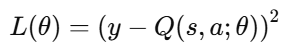 L(θ) = (y − Q(s, a; θ))²